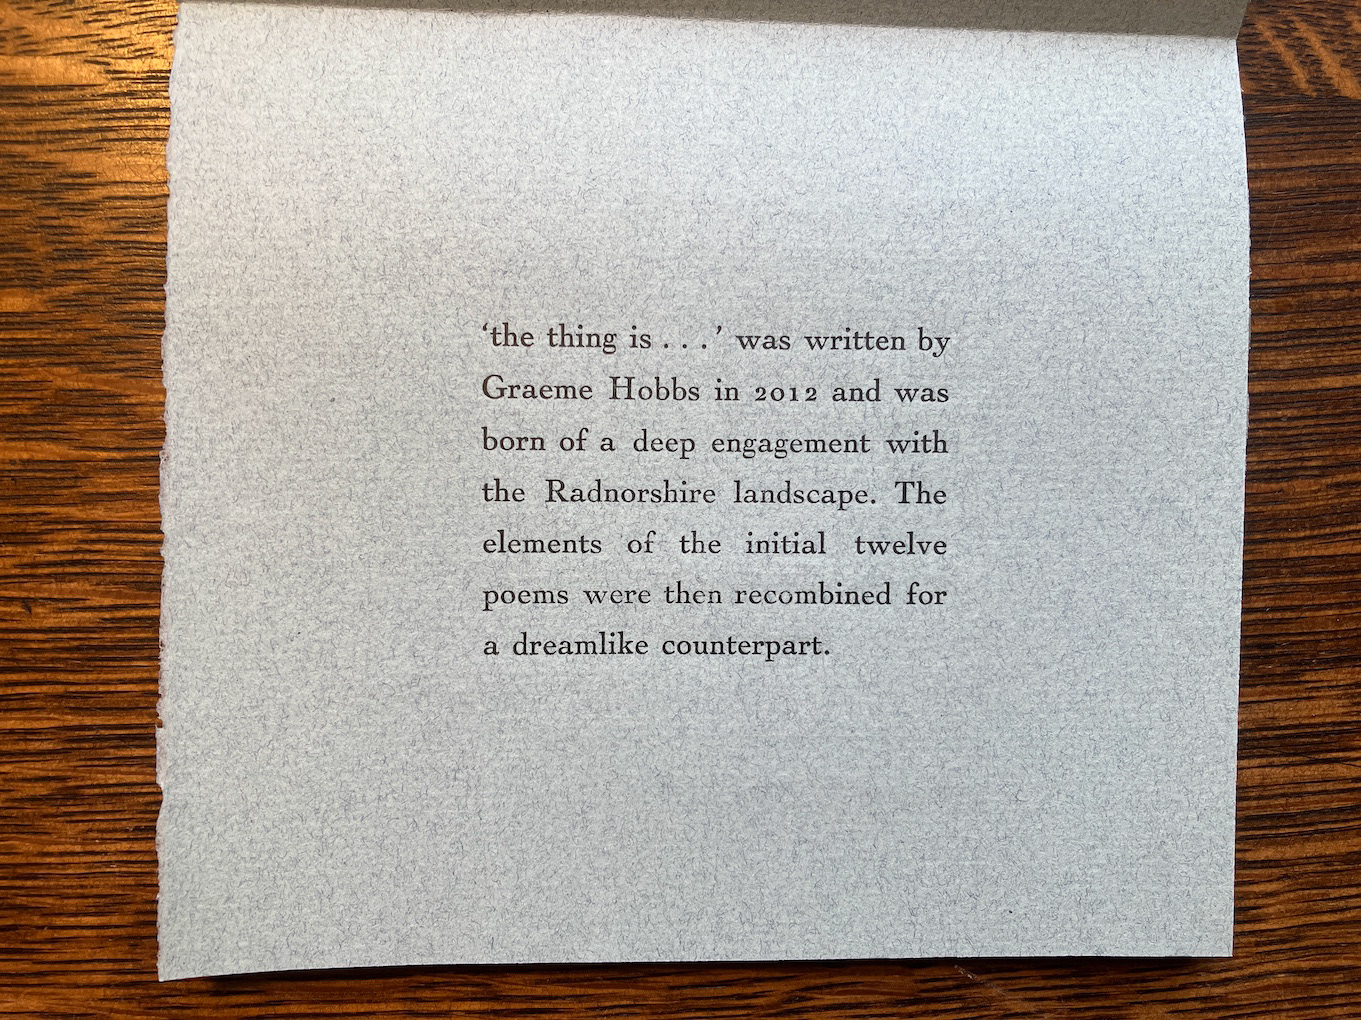 ‘the thing is . . .’ was written by
Graeme Hobbs in 2012 and was
born of a deep engagement with
the Radnorshire landscape. The
elements of the initial twelve
poems were then recombined for
a dreamlike counterpart.